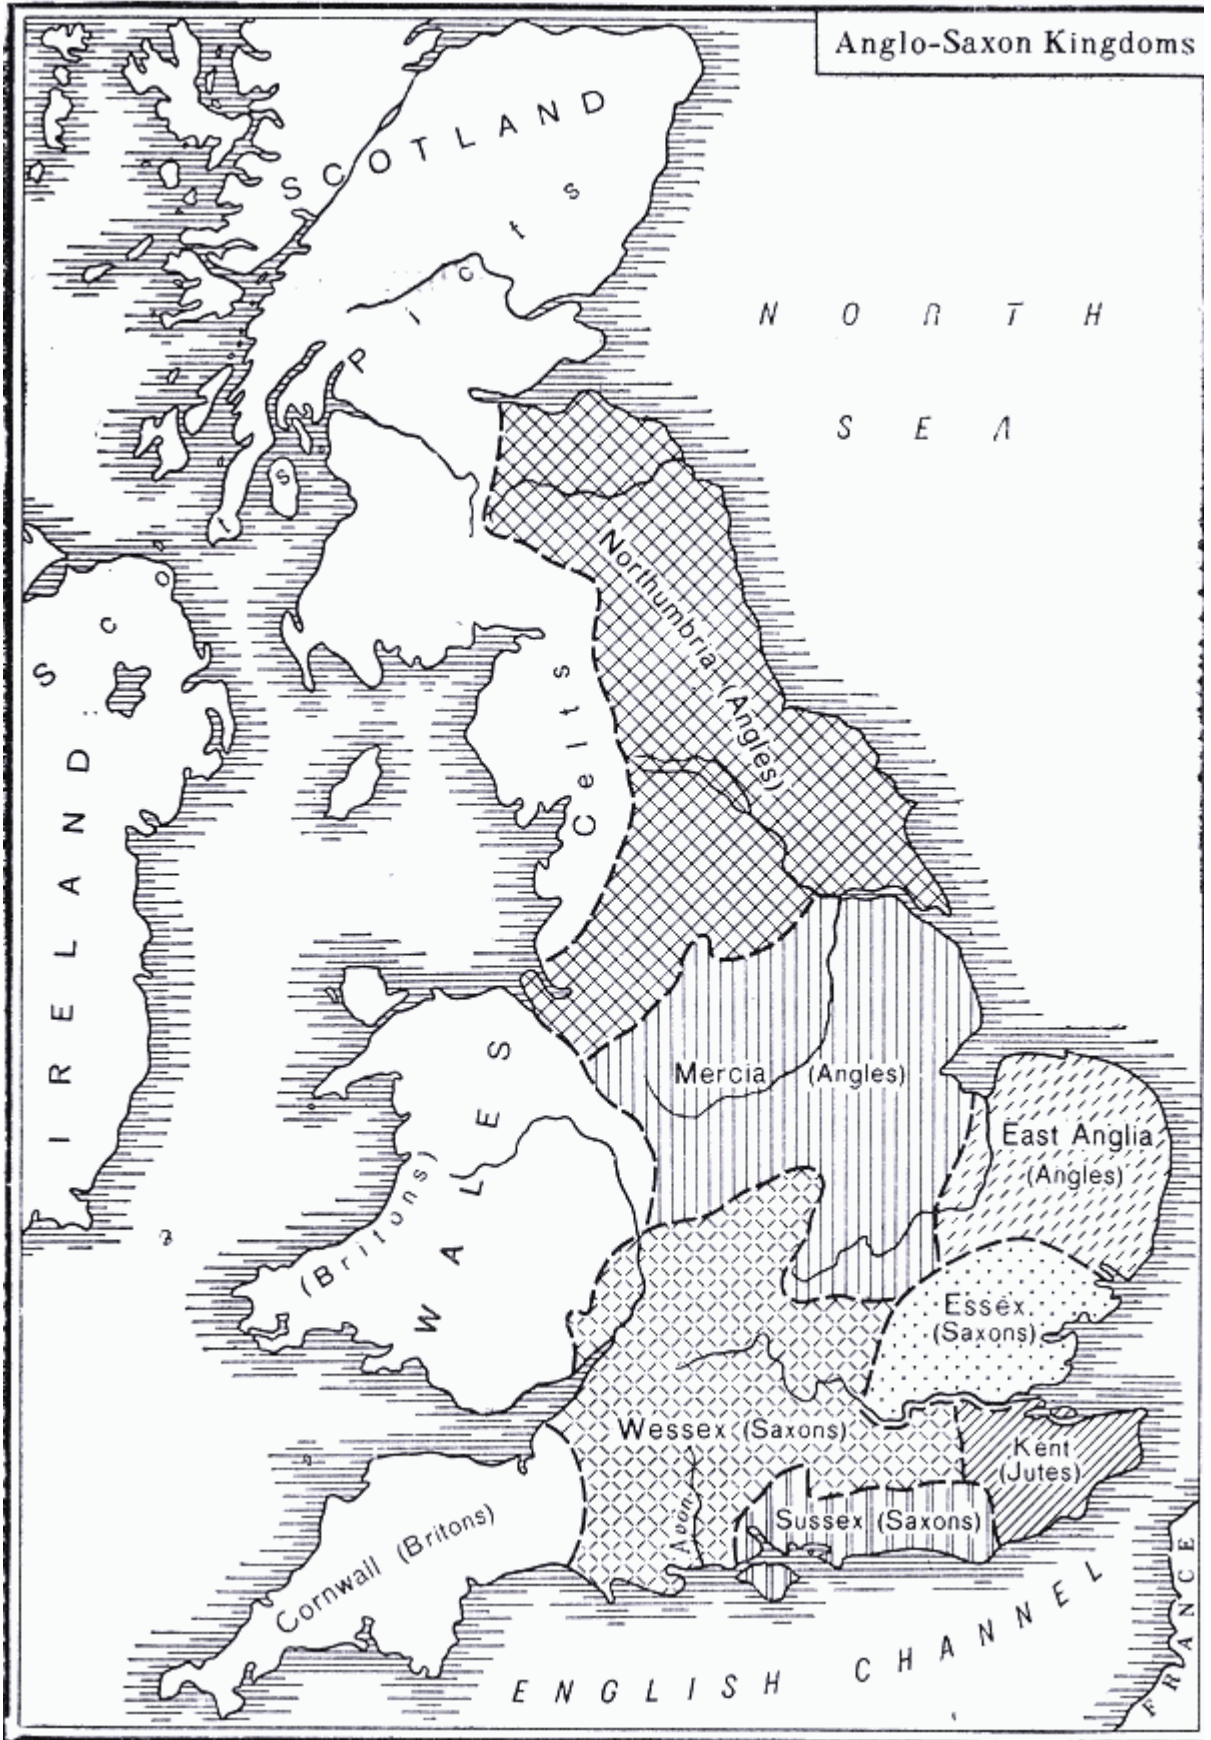 Anglo-Saxon Kingdoms
SCOTLAND
Picts
NORTH
SEA
Scots
IRELAND
Celts
Northumbria (Angles)
Mercia (Angles)
East Anglia
(Angles)
WALES
(Britons)
Essex
(Saxons)
Wessex (Saxons)
Kent
(Jutes)
Sussex (Saxons)
Avon
Cornwall (Britons)
ENGLISH CHANNEL
FRANCE